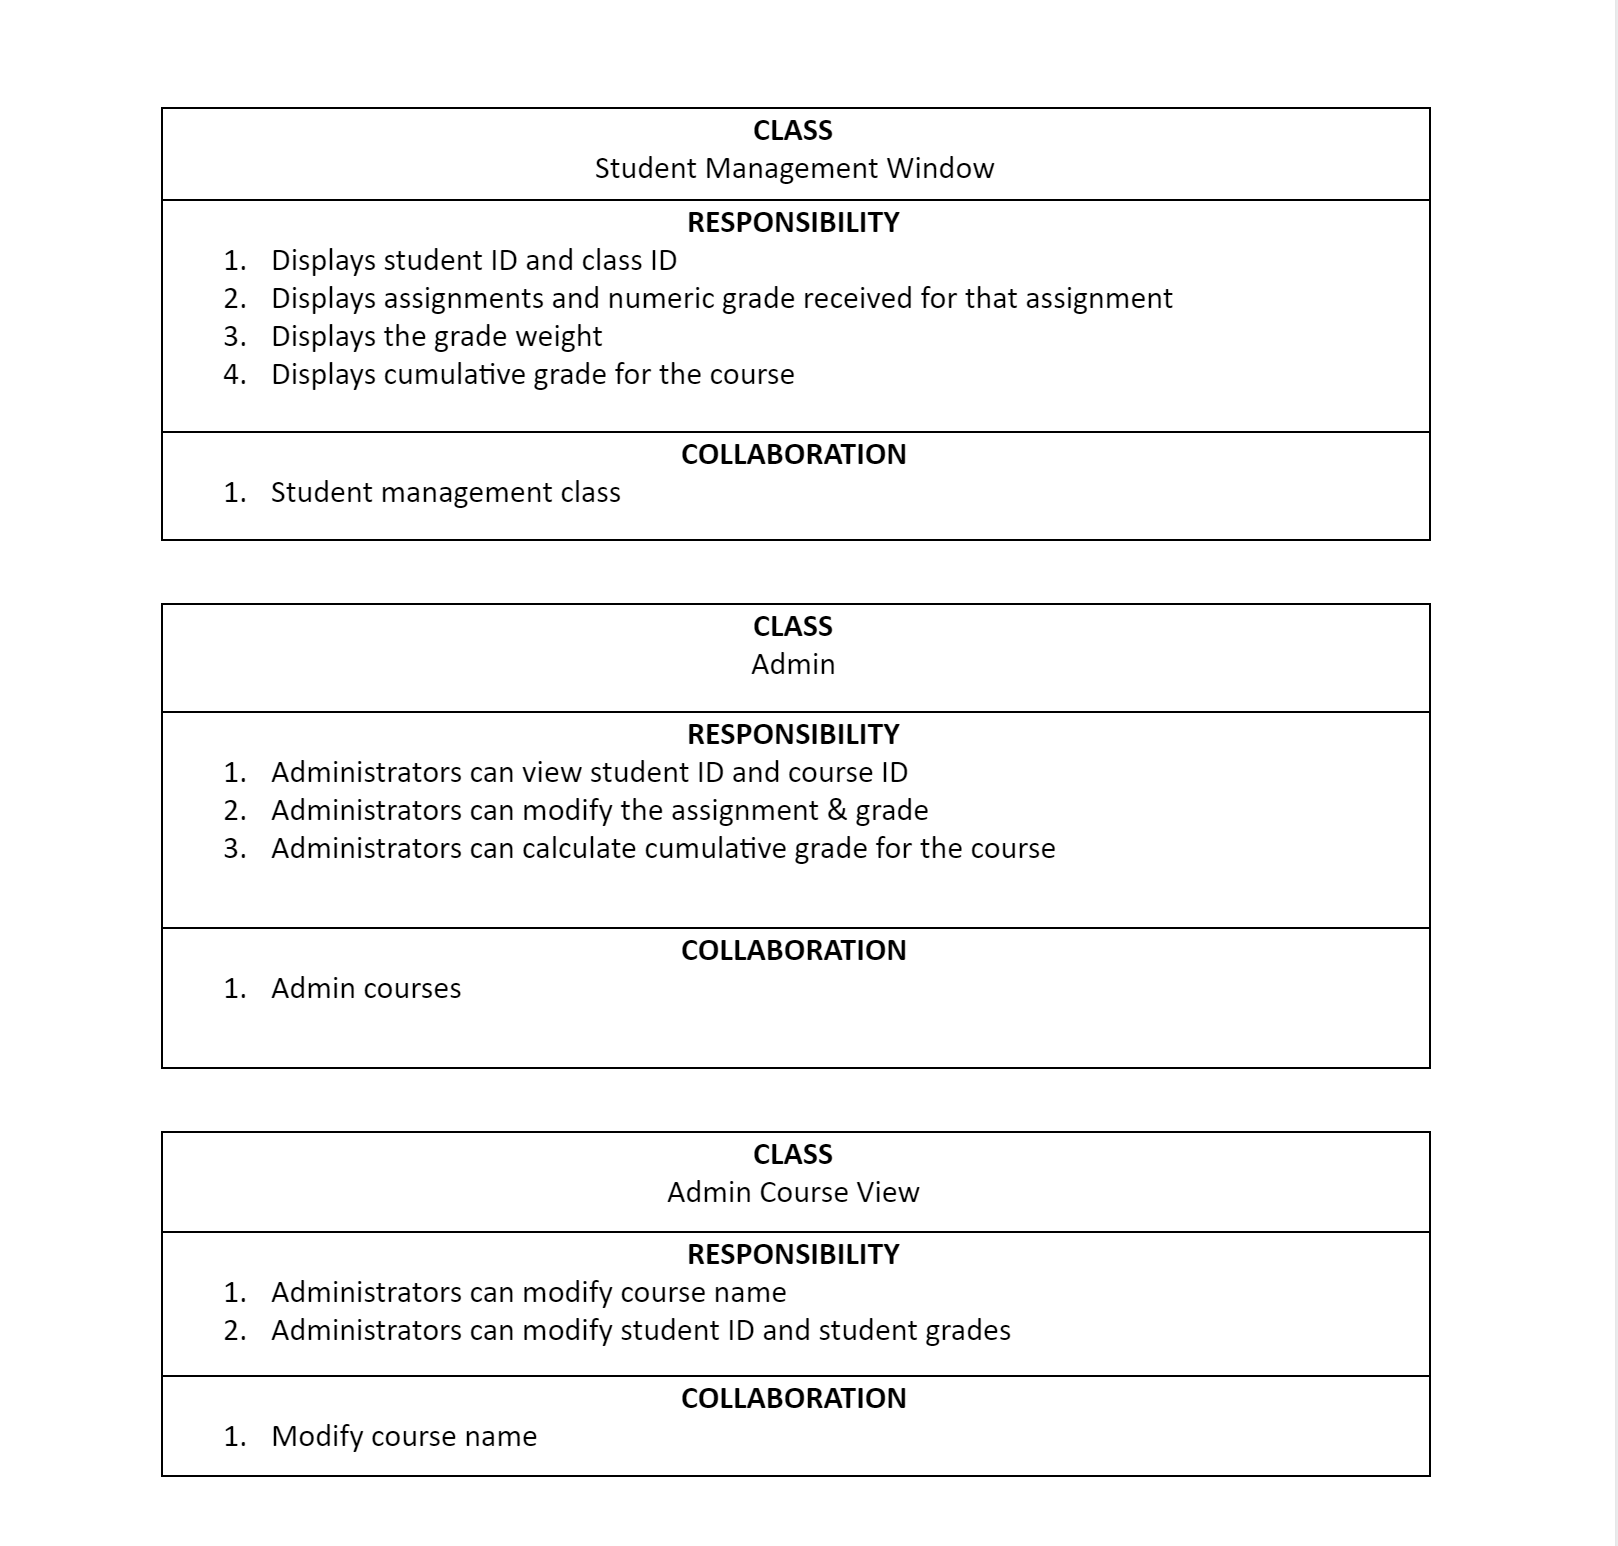 CLASS
Student Management Window
RESPONSIBILITY
1. Displays student ID and class ID
2. Displays assignments and numeric grade received for that assignment
3. Displays the grade weight
4. Displays cumulative grade for the course
COLLABORATION
1. Student management class
CLASS
Admin
RESPONSIBILITY
1. Administrators can view student ID and course ID
2. Administrators can modify the assignment & grade
3. Administrators can calculate cumulative grade for the course
COLLABORATION
1. Admin courses
CLASS
Admin Course View
RESPONSIBILITY
1. Administrators can modify course name
2. Administrators can modify student ID and student grades
COLLABORATION
1. Modify course name